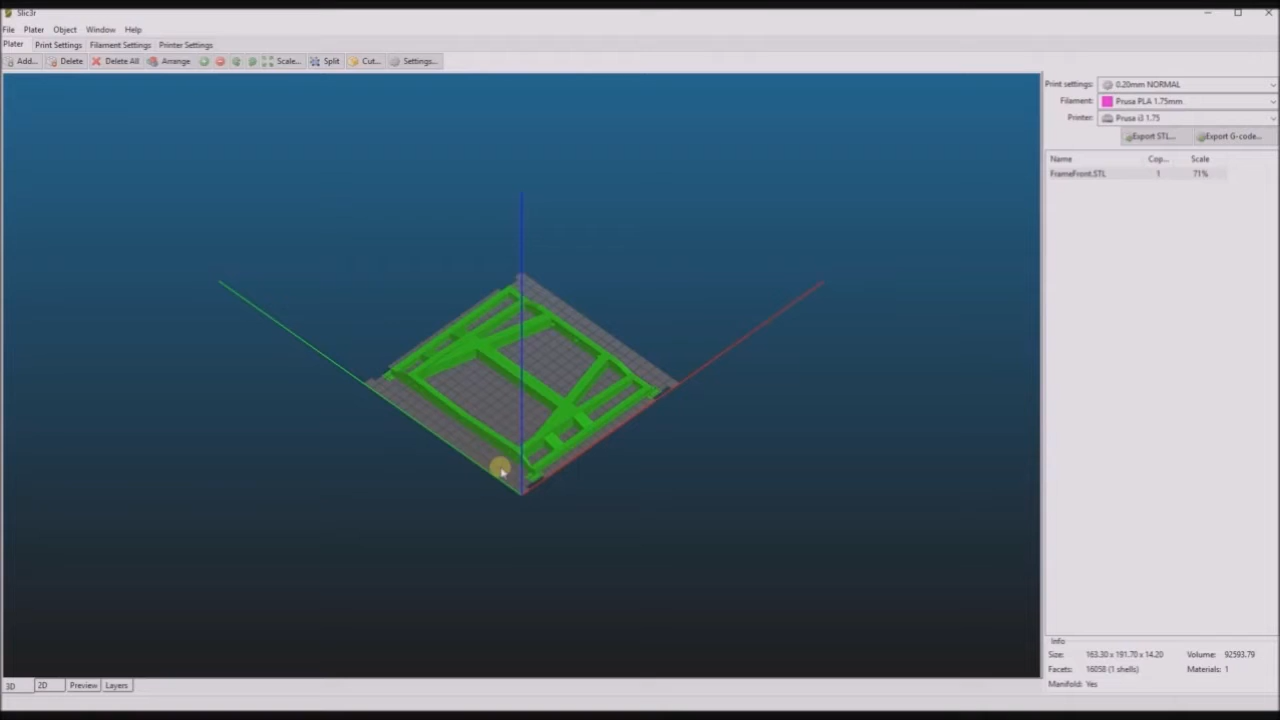 Slic3r
File Plater Object Window Help
Plater Print Settings Filament Settings Printer Settings
Add... Delete Delete All Arrange Scale... Split Cut... Settings...
Print settings: 0.20mm NORMAL
Filament: Prusa PLA 1.75mm
Printer: Prusa i3 1.75
Export STL... Export G-code...
Name Cop... Scale
FrameFront.STL 1 71%
Info
Size: 163.30 x 191.70 x 14.20 Volume: 92593.79
Facets: 16058 (1 shells) Materials: 1
Manifold: Yes
3D 2D Preview Layers